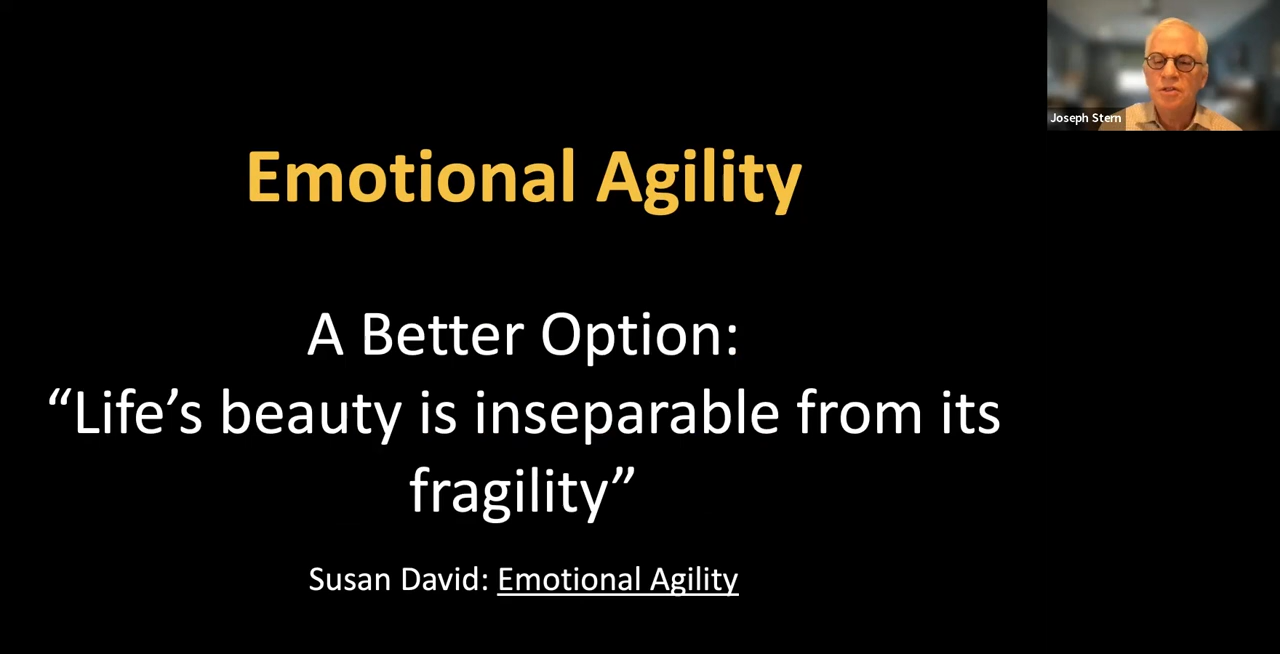 Joseph Stern
Emotional Agility
A Better Option:
“Life’s beauty is inseparable from its
fragility”
Susan David: Emotional Agility